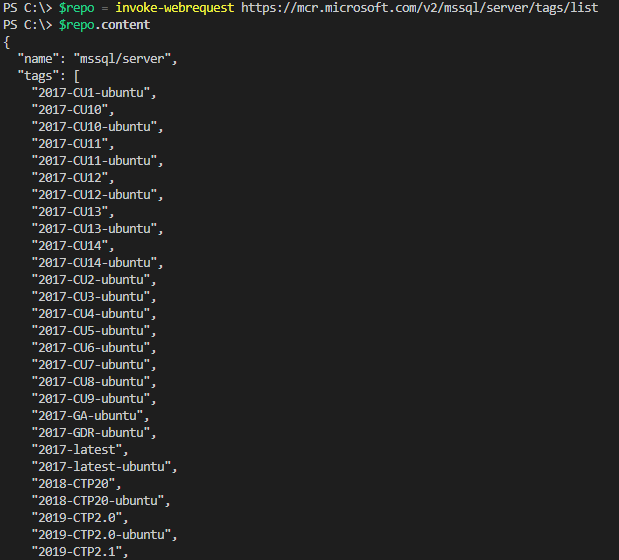 PS C:\> $repo = invoke-webrequest https://mcr.microsoft.com/v2/mssql/server/tags/list
PS C:\> $repo.content
{
  "name": "mssql/server",
  "tags": [
    "2017-CU1-ubuntu",
    "2017-CU10",
    "2017-CU10-ubuntu",
    "2017-CU11",
    "2017-CU11-ubuntu",
    "2017-CU12",
    "2017-CU12-ubuntu",
    "2017-CU13",
    "2017-CU13-ubuntu",
    "2017-CU14",
    "2017-CU14-ubuntu",
    "2017-CU2-ubuntu",
    "2017-CU3-ubuntu",
    "2017-CU4-ubuntu",
    "2017-CU5-ubuntu",
    "2017-CU6-ubuntu",
    "2017-CU7-ubuntu",
    "2017-CU8-ubuntu",
    "2017-CU9-ubuntu",
    "2017-GA-ubuntu",
    "2017-GDR-ubuntu",
    "2017-latest",
    "2017-latest-ubuntu",
    "2018-CTP20",
    "2018-CTP20-ubuntu",
    "2019-CTP2.0",
    "2019-CTP2.0-ubuntu",
    "2019-CTP2.1",